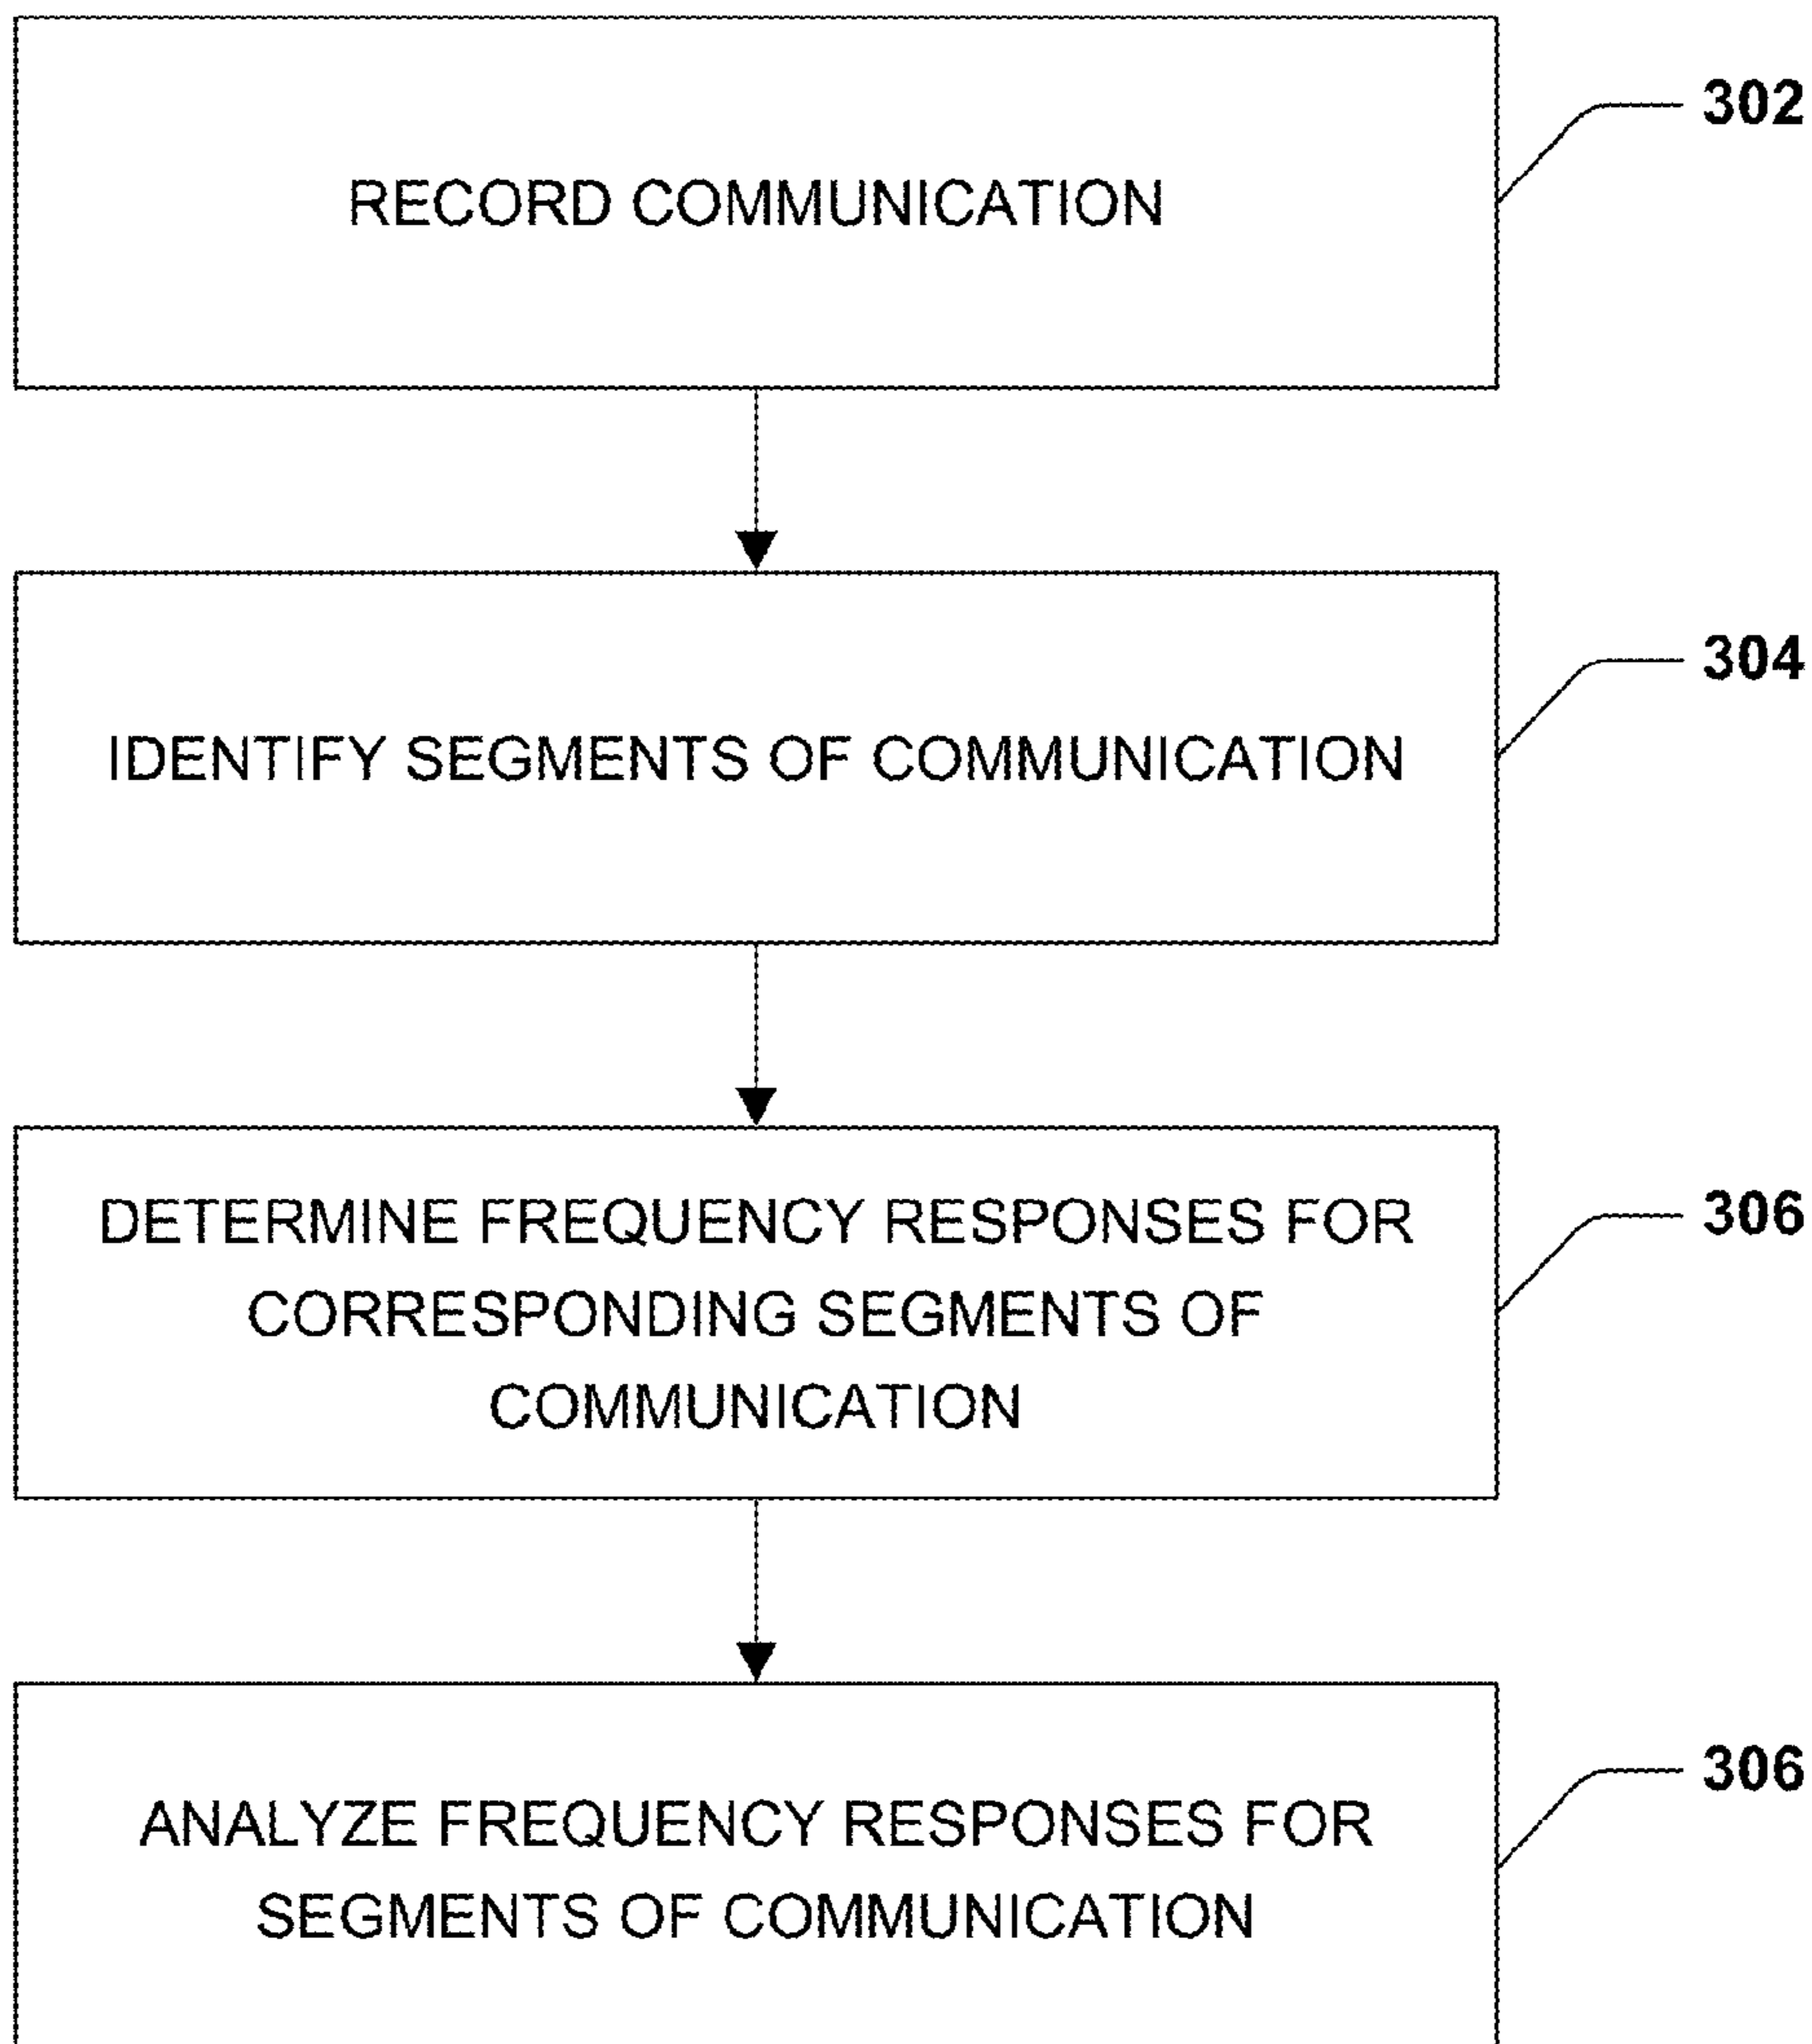 302
RECORD COMMUNICATION
304
IDENTIFY SEGMENTS OF COMMUNICATION
306
DETERMINE FREQUENCY RESPONSES FOR
CORRESPONDING SEGMENTS OF
COMMUNICATION
306
ANALYZE FREQUENCY RESPONSES FOR
SEGMENTS OF COMMUNICATION